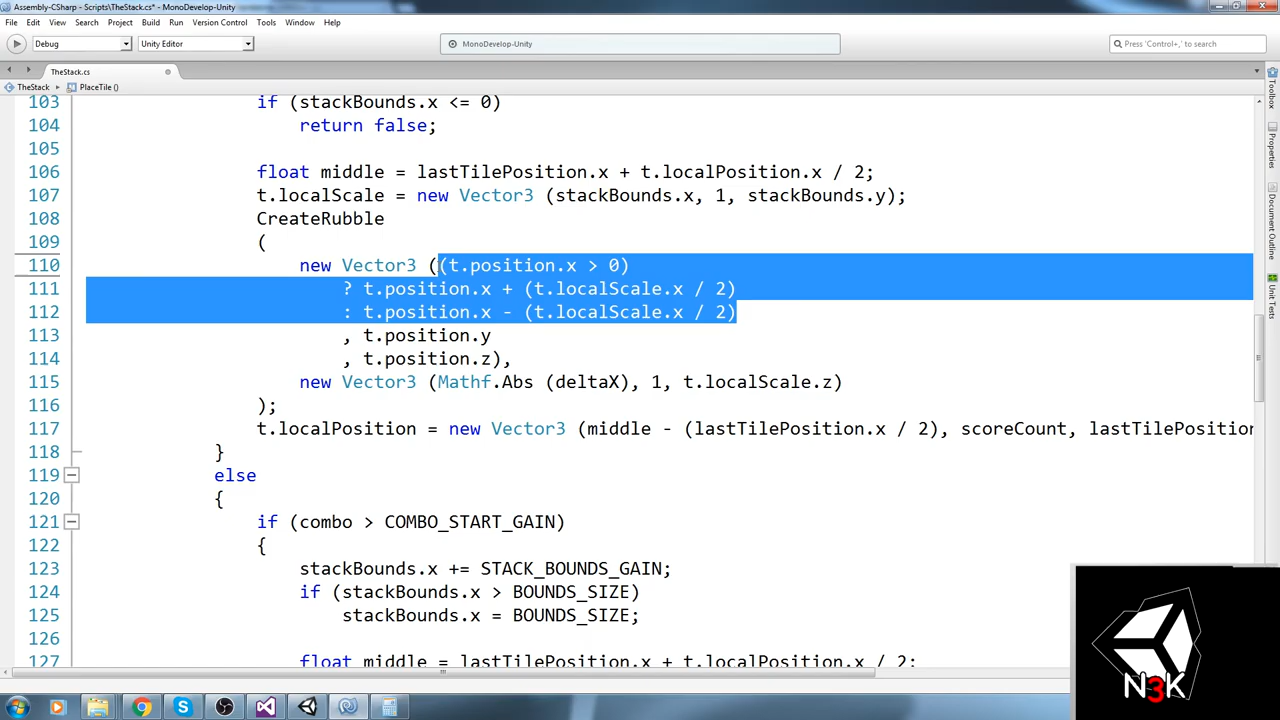 Assembly-CSharp - Scripts\TheStack.cs* - MonoDevelop-Unity
File Edit View Search Project Build Run Version Control Tools Window Help
Debug Unity Editor MonoDevelop-Unity Press 'Control+,' to search
TheStack.cs
TheStack PlaceTile ()
103 if (stackBounds.x <= 0)
104 return false;
105
106 float middle = lastTilePosition.x + t.localPosition.x / 2;
107 t.localScale = new Vector3 (stackBounds.x, 1, stackBounds.y);
108 CreateRubble
109 (
110 new Vector3 ((t.position.x > 0)
111 ? t.position.x + (t.localScale.x / 2)
112 : t.position.x - (t.localScale.x / 2)
113 , t.position.y
114 , t.position.z),
115 new Vector3 (Mathf.Abs (deltaX), 1, t.localScale.z)
116 );
117 t.localPosition = new Vector3 (middle - (lastTilePosition.x / 2), scoreCount, lastTilePosition
118 }
119 else
120 {
121 if (combo > COMBO_START_GAIN)
122 {
123 stackBounds.x += STACK_BOUNDS_GAIN;
124 if (stackBounds.x > BOUNDS_SIZE)
125 stackBounds.x = BOUNDS_SIZE;
126
127 float middle = lastTilePosition.x + t.localPosition.x / 2;
Toolbox
Properties
Document Outline
Unit Tests
N3K